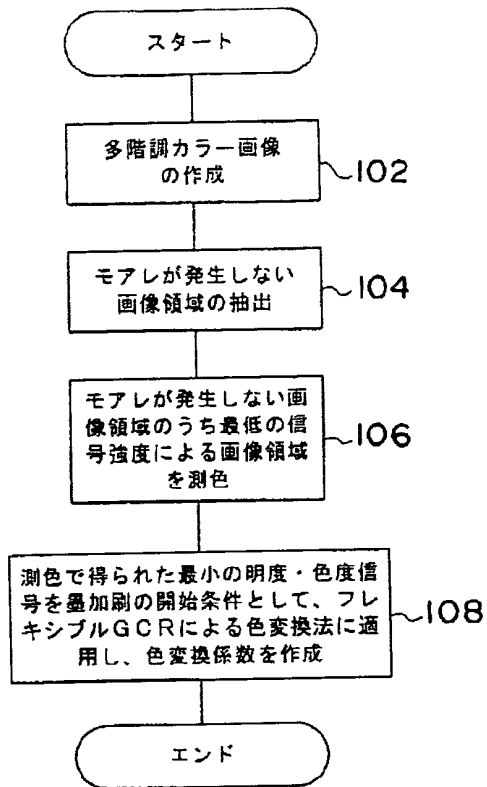 スタート
多階調カラー画像
の作成
102
モアレが発生しない
画像領域の抽出
104
モアレが発生しない画
像領域のうち最低の信
号強度による画像領域
を測色
106
測色で得られた最小の明度・色度信
号を墨加刷の開始条件として、フレ
キシブルGCRによる色変換法に適
用し、色変換係数を作成
108
エンド